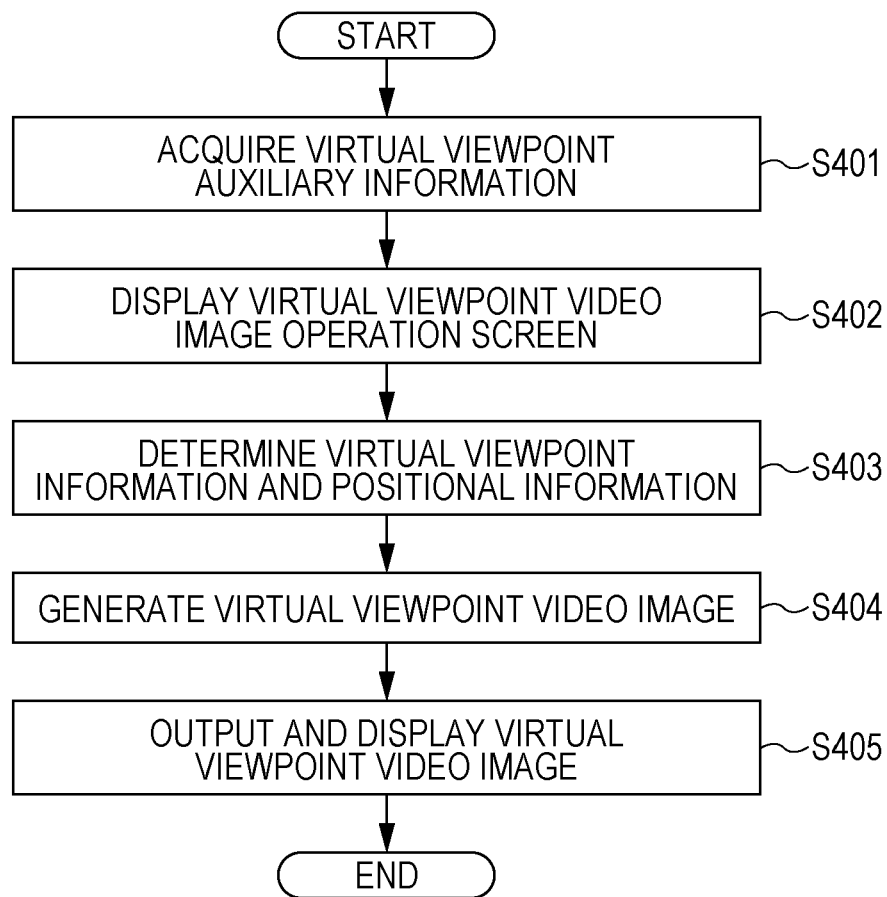 START
ACQUIRE VIRTUAL VIEWPOINT
AUXILIARY INFORMATION
S401
DISPLAY VIRTUAL VIEWPOINT VIDEO
IMAGE OPERATION SCREEN
S402
DETERMINE VIRTUAL VIEWPOINT
INFORMATION AND POSITIONAL INFORMATION
S403
GENERATE VIRTUAL VIEWPOINT VIDEO IMAGE
S404
OUTPUT AND DISPLAY VIRTUAL
VIEWPOINT VIDEO IMAGE
S405
END